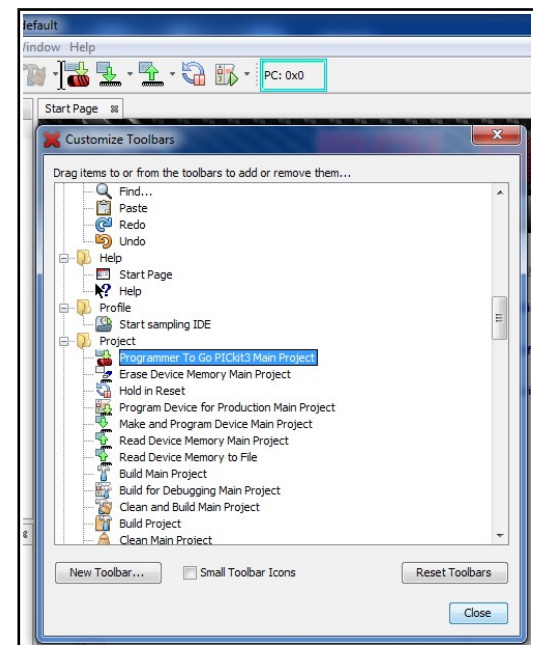 default
Window Help
PC: 0x0
Start Page
Customize Toolbars
Drag items to or from the toolbars to add or remove them...
Find...
Paste
Redo
Undo
Help
Start Page
Help
Profile
Start sampling IDE
Project
Programmer To Go PICkit3 Main Project
Erase Device Memory Main Project
Hold in Reset
Program Device for Production Main Project
Make and Program Device Main Project
Read Device Memory Main Project
Read Device Memory to File
Build Main Project
Build for Debugging Main Project
Clean and Build Main Project
Build Project
Clean Main Project
New Toolbar...
Small Toolbar Icons
Reset Toolbars
Close